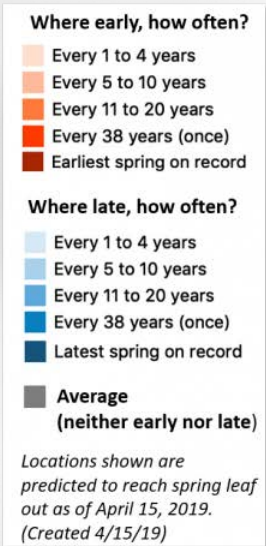 Where early, how often?
Every 1 to 4 years
Every 5 to 10 years
Every 11 to 20 years
Every 38 years (once)
Earliest spring on record
Where late, how often?
Every 1 to 4 years
Every 5 to 10 years
Every 11 to 20 years
Every 38 years (once)
Latest spring on record
Average
(neither early nor late)
Locations shown are
predicted to reach spring leaf
out as of April 15, 2019.
(Created 4/15/19)